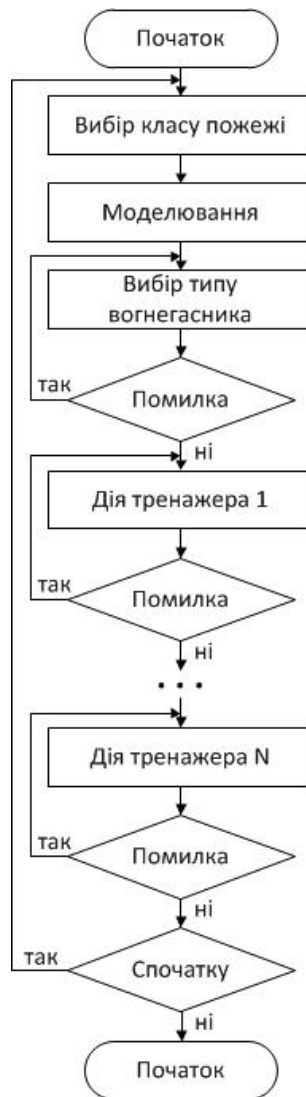 Початок
Вибір класу пожежі
Моделювання
Вибір типу
вогнегасника
так
Помилка
ні
Дія тренажера 1
так
Помилка
ні
• • •
Дія тренажера N
так
Помилка
ні
так
Спочатку
ні
Початок